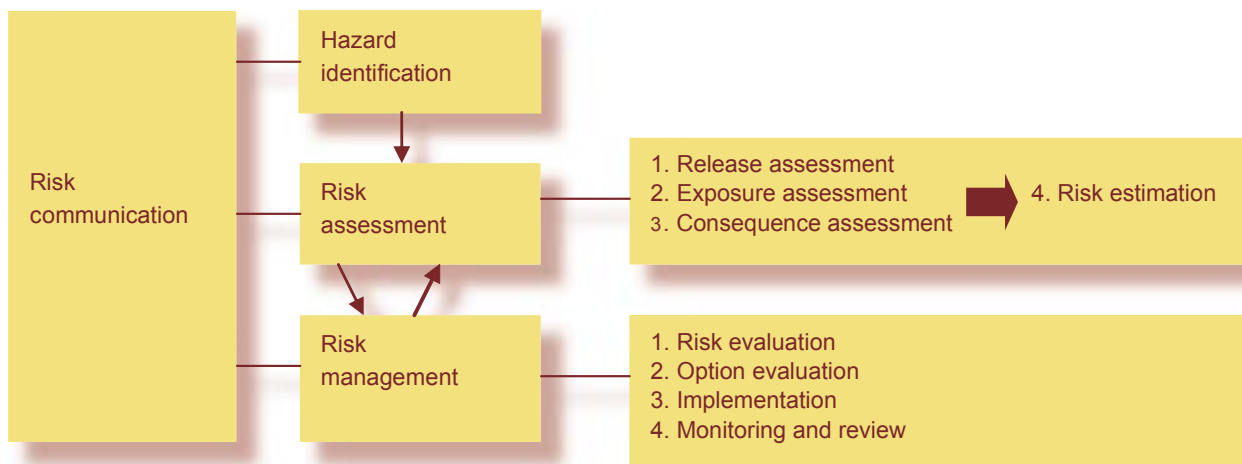 Risk
communication
Hazard
identification
Risk
assessment
1. Release assessment
2. Exposure assessment
3. Consequence assessment
4. Risk estimation
Risk
management
1. Risk evaluation
2. Option evaluation
3. Implementation
4. Monitoring and review